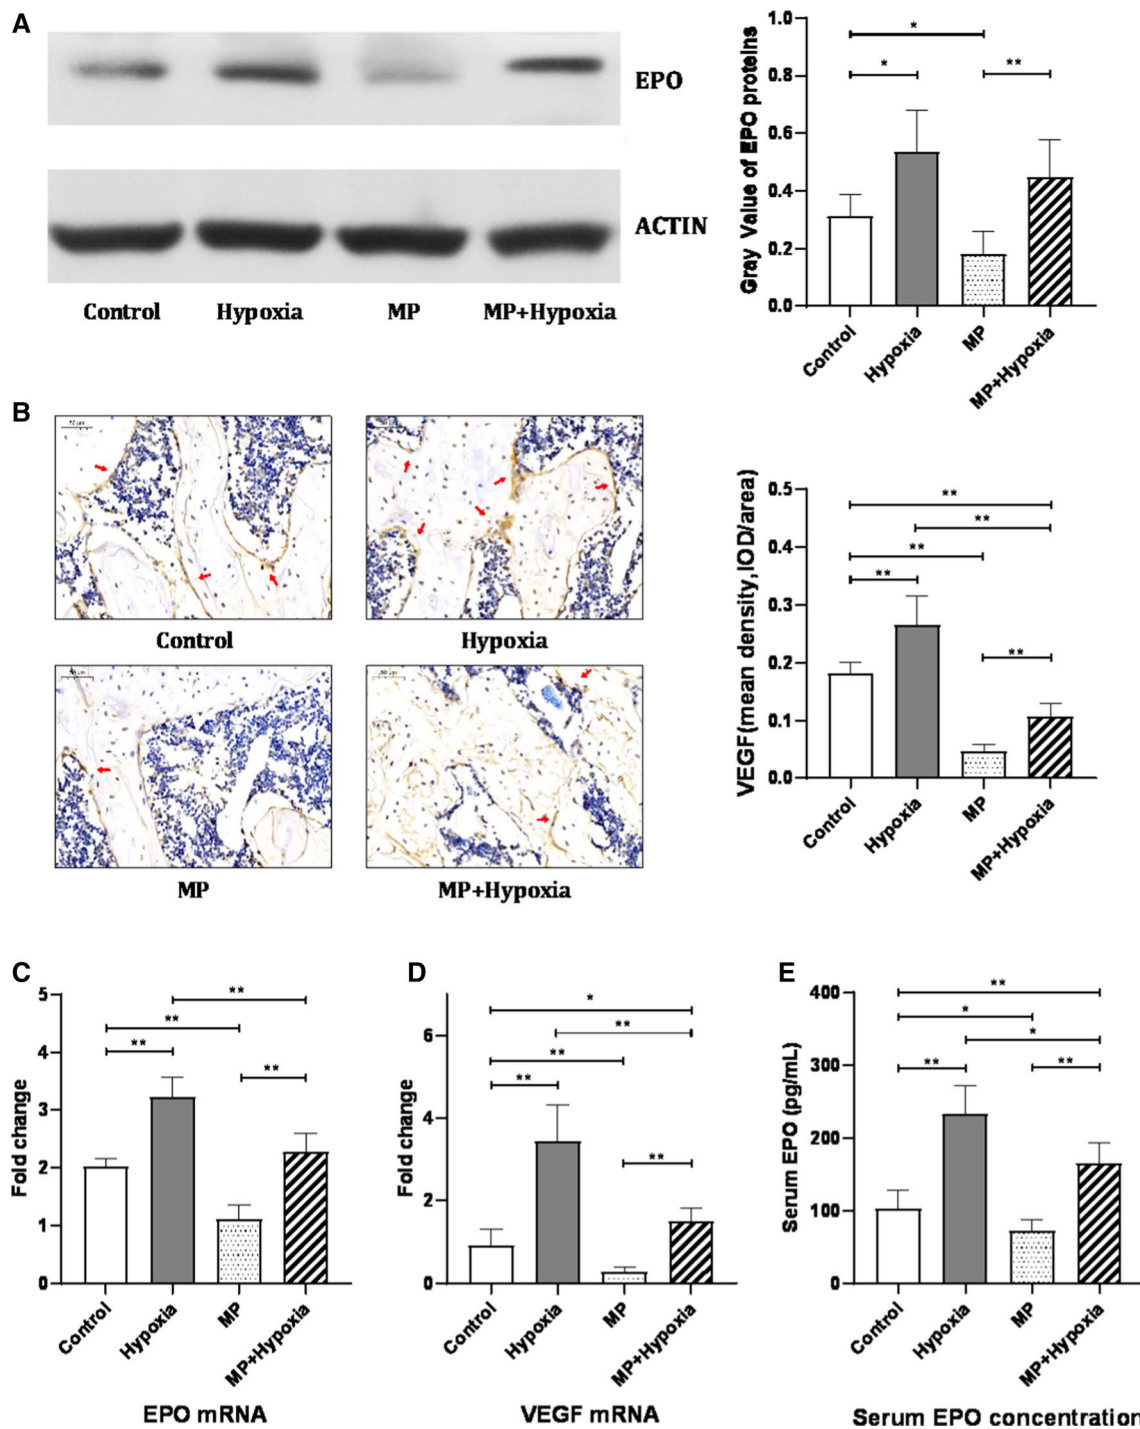 A
EPO
ACTIN
Control Hypoxia MP MP+Hypoxia
Gray Value of EPO proteins
1.0
0.8
0.6
0.4
0.2
0.0
*
*
**
Control
Hypoxia
MP
MP+Hypoxia
B
Control
Hypoxia
MP
MP+Hypoxia
VEGF(mean density,IOD/area)
0.5
0.4
0.3
0.2
0.1
0.0
**
**
**
**
**
Control
Hypoxia
MP
MP+Hypoxia
C
Fold change
5
4
3
2
1
0
**
**
**
**
Control
Hypoxia
MP
MP+Hypoxia
EPO mRNA
D
Fold change
6
4
2
0
*
**
**
**
**
Control
Hypoxia
MP
MP+Hypoxia
VEGF mRNA
E
Serum EPO (pg/mL)
400
300
200
100
0
**
*
*
**
**
Control
Hypoxia
MP
MP+Hypoxia
Serum EPO concentration